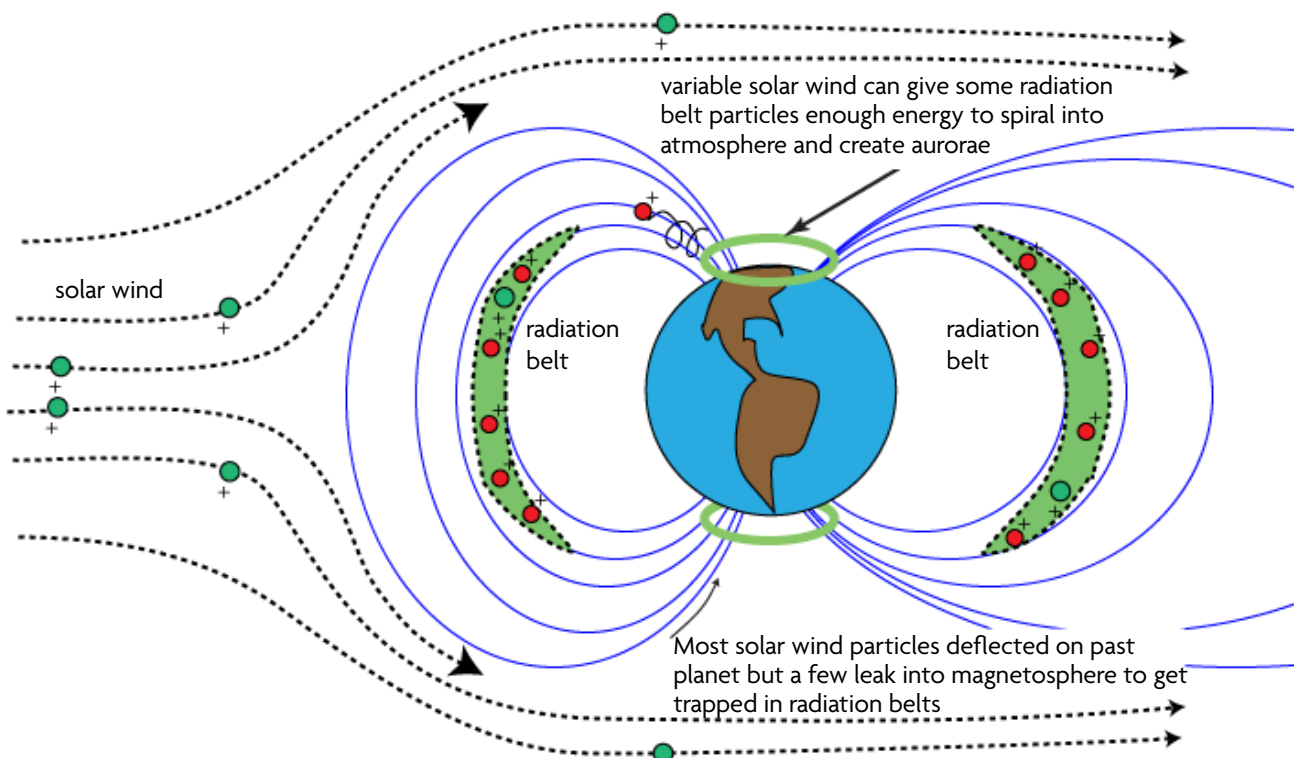 variable solar wind can give some radiation
belt particles enough energy to spiral into
atmosphere and create aurorae
solar wind
radiation
belt
radiation
belt
Most solar wind particles deflected on past
planet but a few leak into magnetosphere to get
trapped in radiation belts